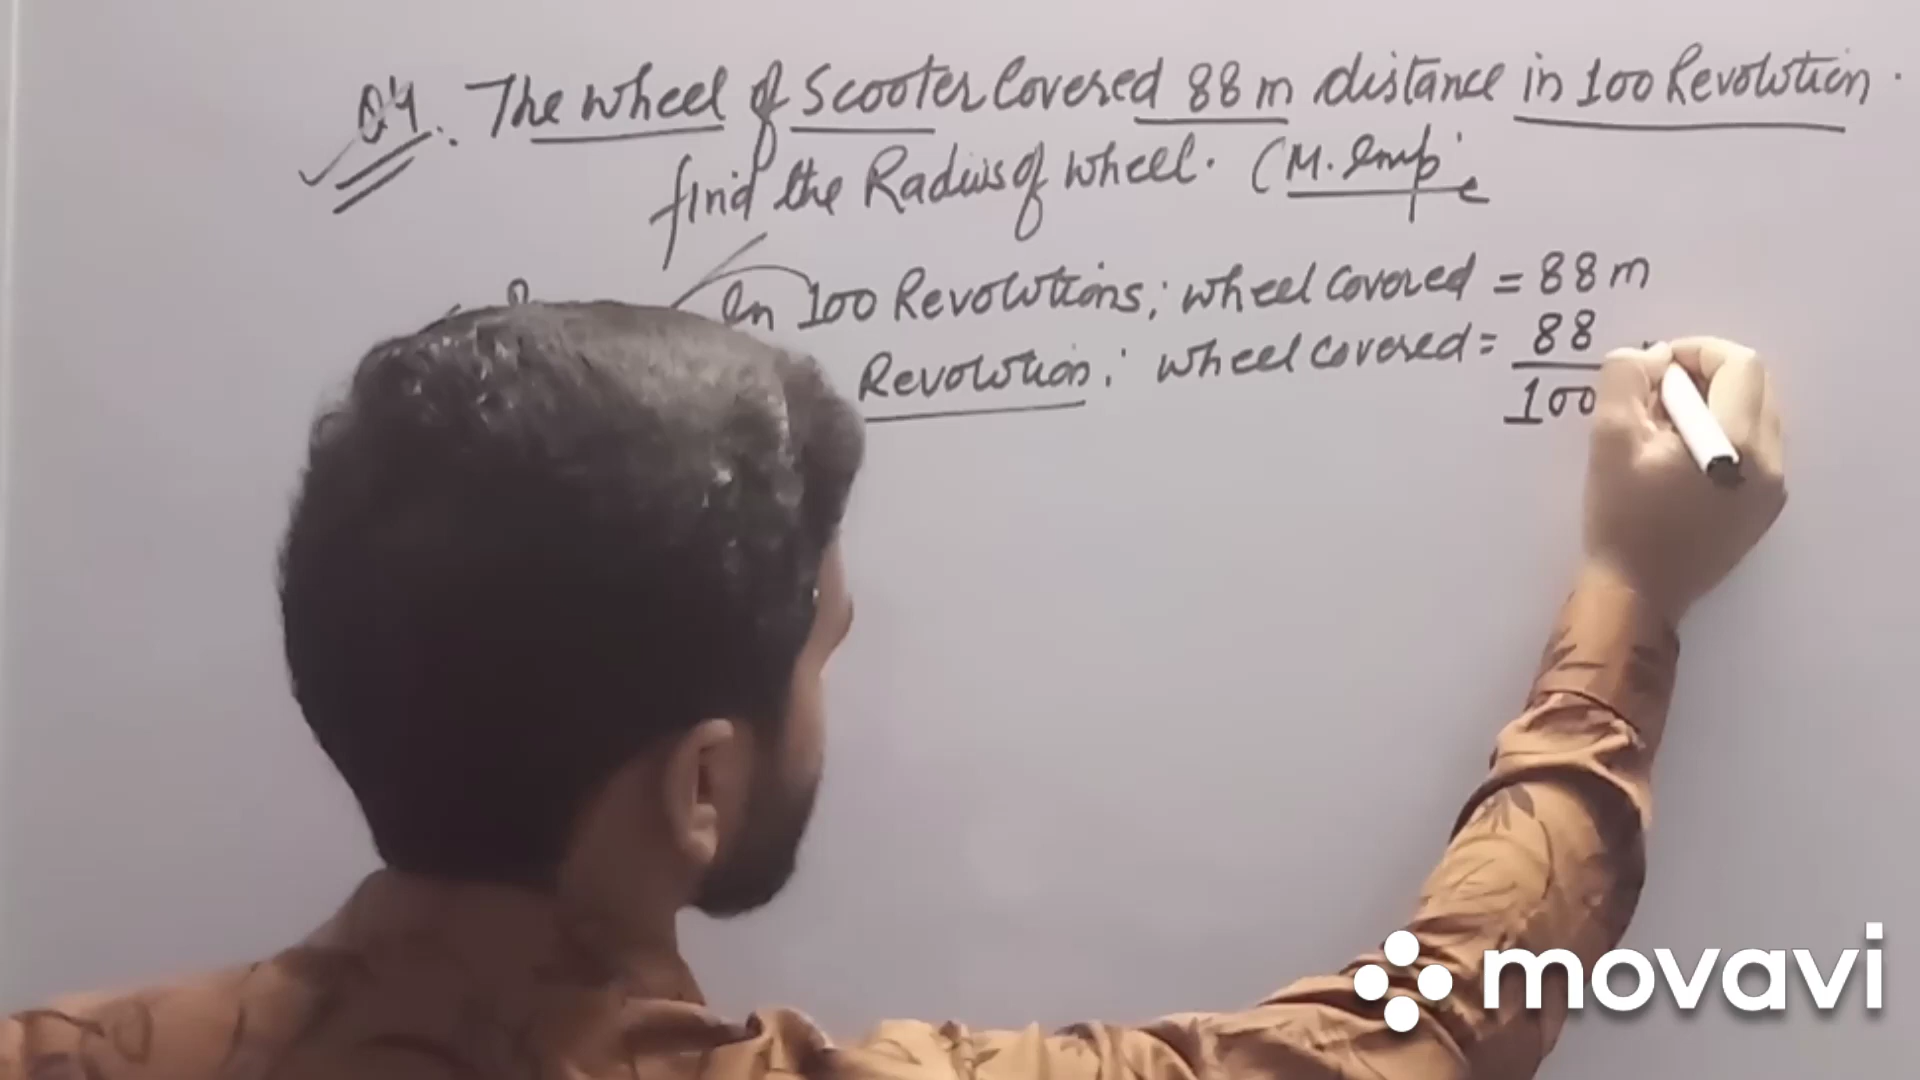 Q4. The wheel of Scooter Covered 88 m distance in 100 Revolution.
find the Radius of wheel. (M. Imp.
In 100 Revolutions; wheel covered = 88 m
Revolution; wheel covered = 88
100
movavi